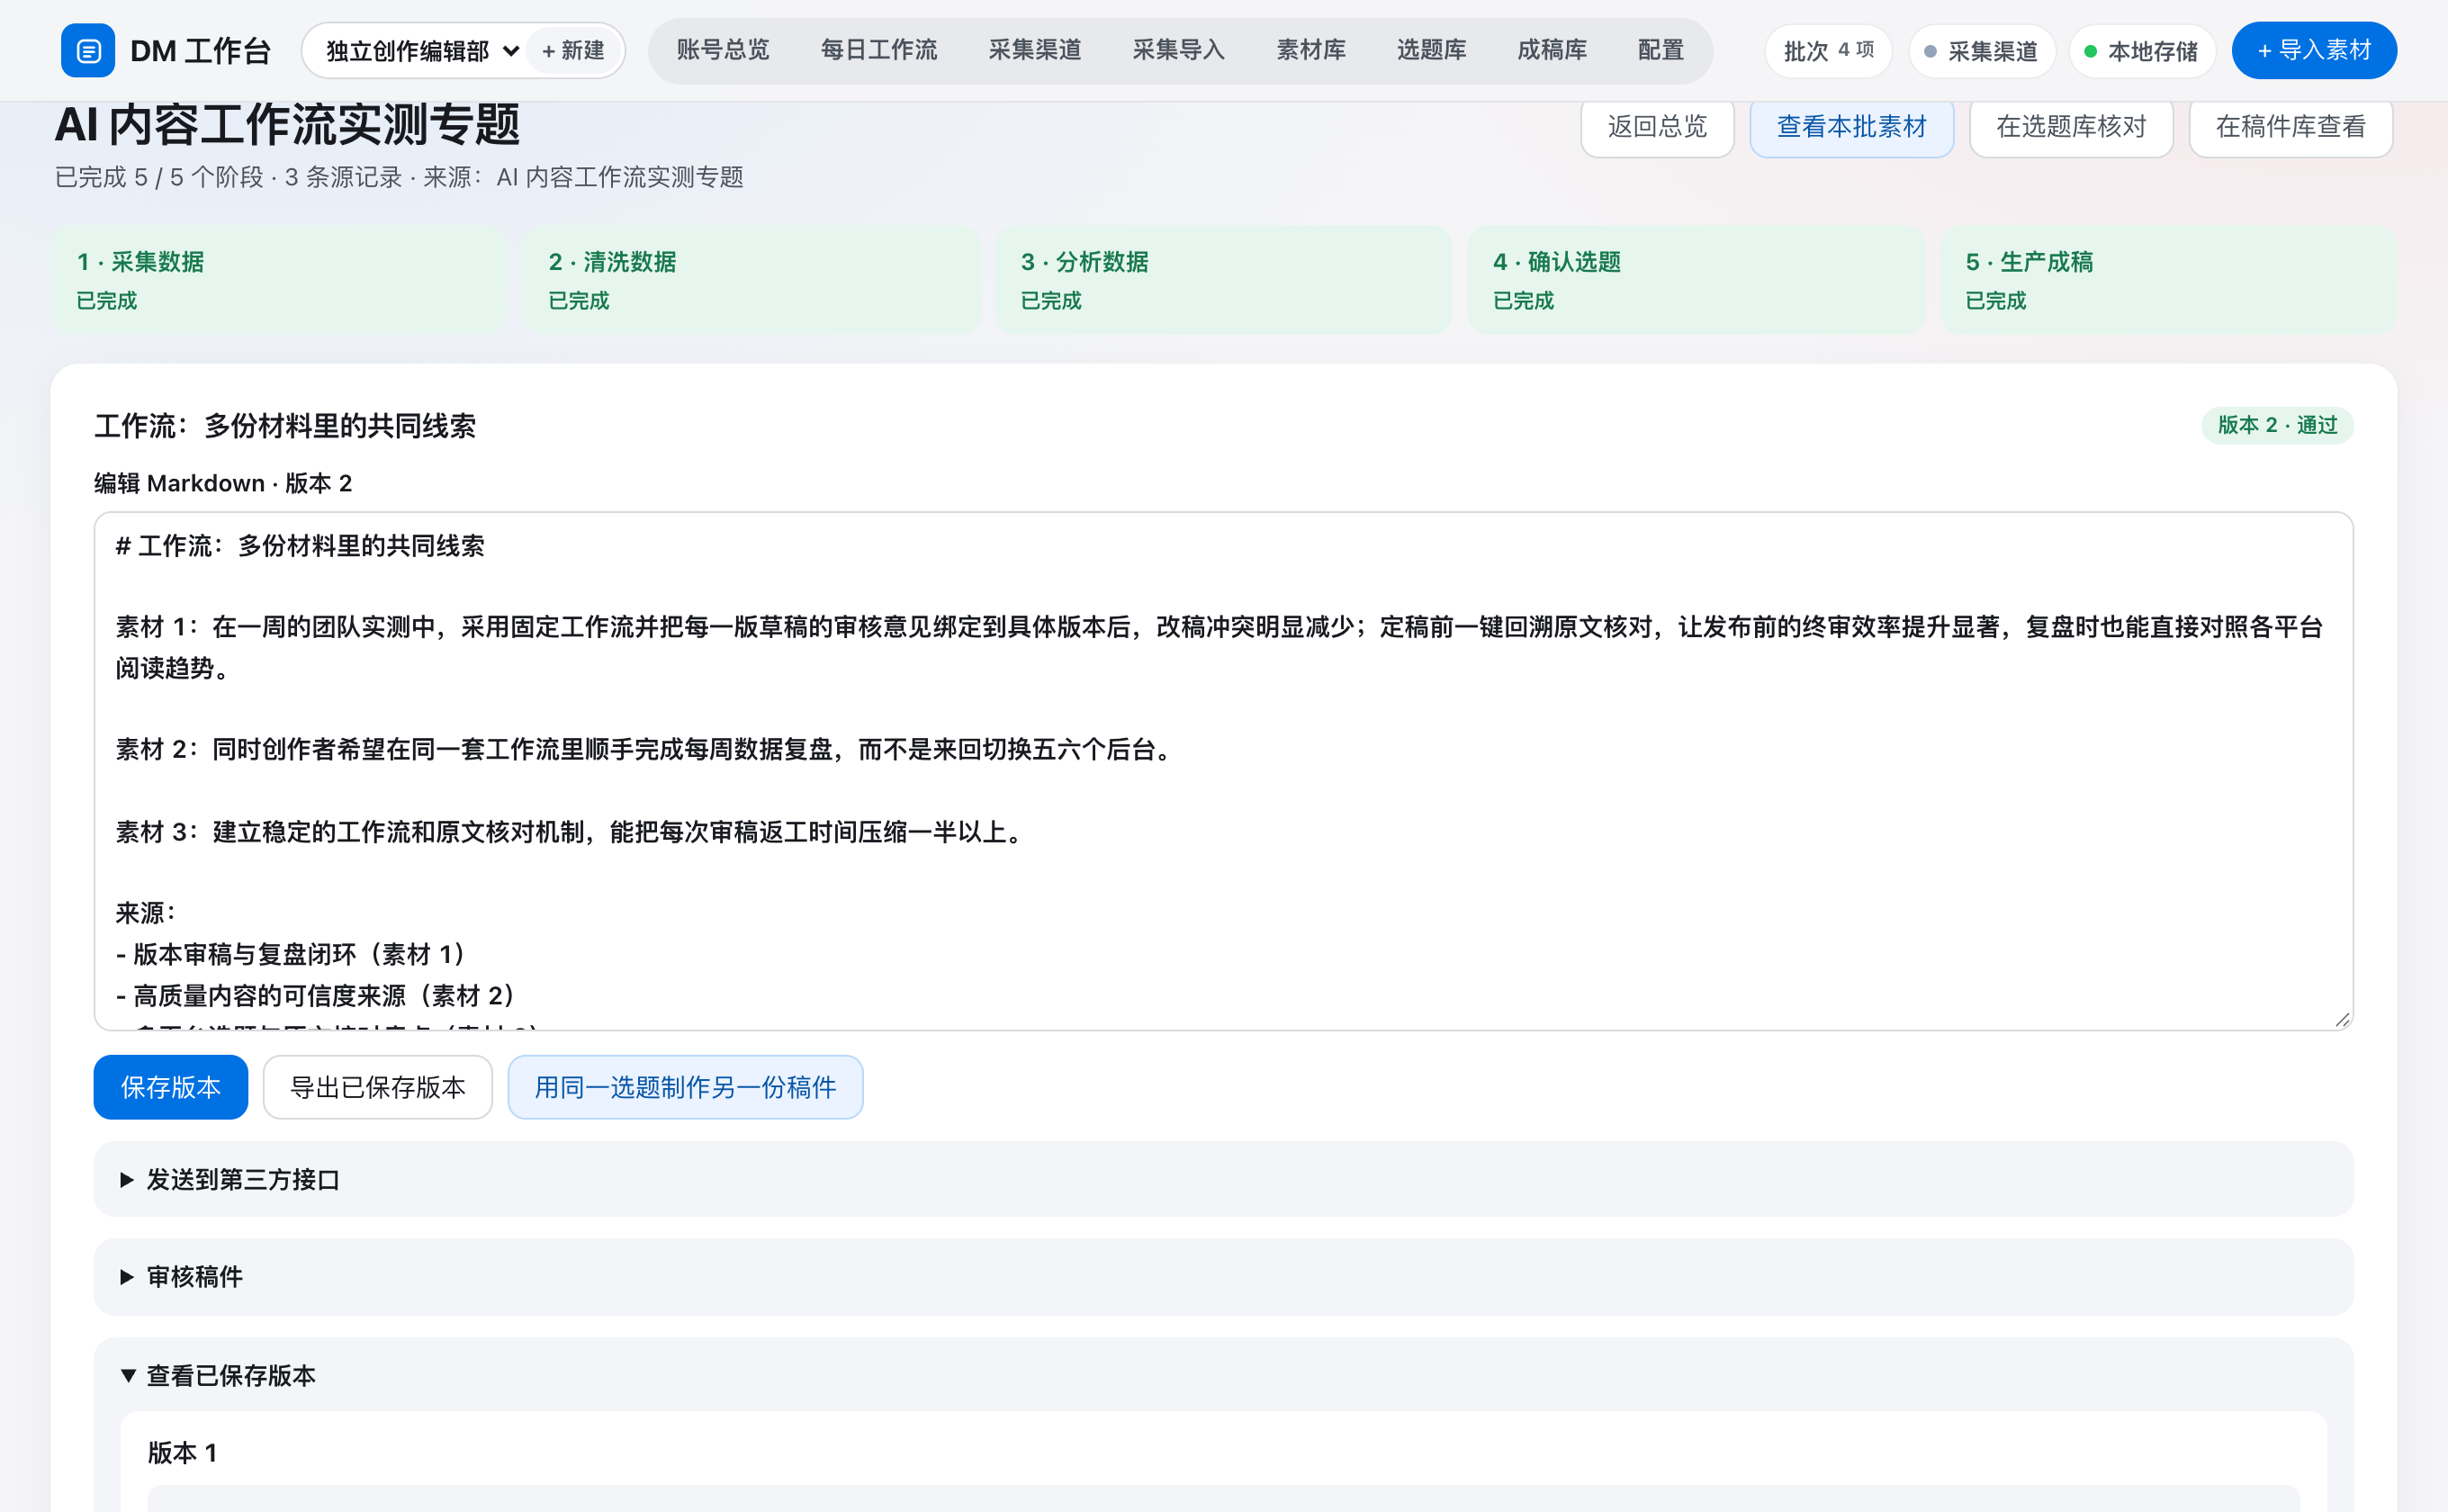 DM 工作台
独立创作编辑部
+ 新建
账号总览
每日工作流
采集渠道
采集导入
素材库
选题库
成稿库
配置
批次 4 项
采集渠道
本地存储
+ 导入素材
AI 内容工作流实测专题
返回总览
查看本批素材
在选题库核对
在稿件库查看
已完成 5 / 5 个阶段 · 3 条源记录 · 来源：AI 内容工作流实测专题
1 · 采集数据
已完成
2 · 清洗数据
已完成
3 · 分析数据
已完成
4 · 确认选题
已完成
5 · 生产成稿
已完成
工作流：多份材料里的共同线索
版本 2 · 通过
编辑 Markdown · 版本 2
# 工作流：多份材料里的共同线索
素材 1：在一周的团队实测中，采用固定工作流并把每一版草稿的审核意见绑定到具体版本后，改稿冲突明显减少；定稿前一键回溯原文核对，让发布前的终审效率提升显著，复盘时也能直接对照各平台
阅读趋势。
素材 2：同时创作者希望在同一套工作流里顺手完成每周数据复盘，而不是来回切换五六个后台。
素材 3：建立稳定的工作流和原文核对机制，能把每次审稿返工时间压缩一半以上。
来源：
- 版本审稿与复盘闭环（素材 1）
- 高质量内容的可信度来源（素材 2）
保存版本
导出已保存版本
用同一选题制作另一份稿件
发送到第三方接口
审核稿件
查看已保存版本
版本 1